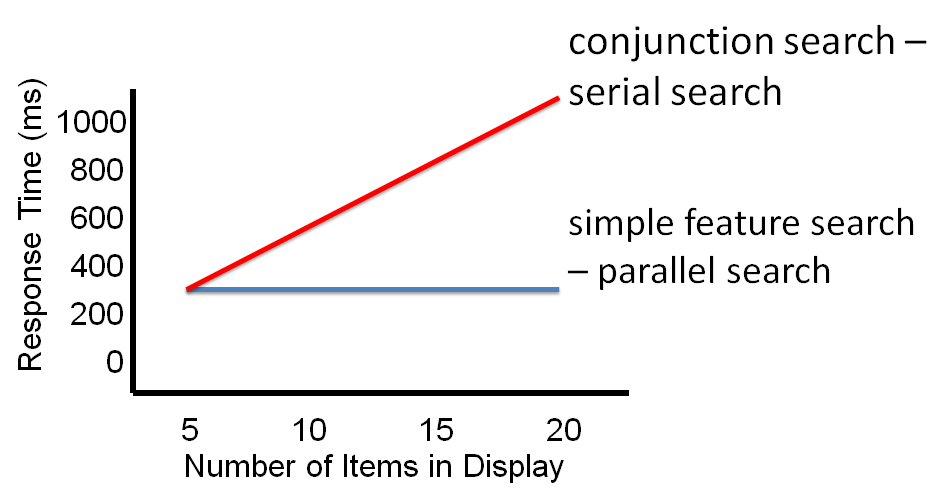 conjunction search –
serial search
simple feature search
– parallel search
Response Time (ms)
1000
800
600
400
200
0
5 10 15 20
Number of Items in Display